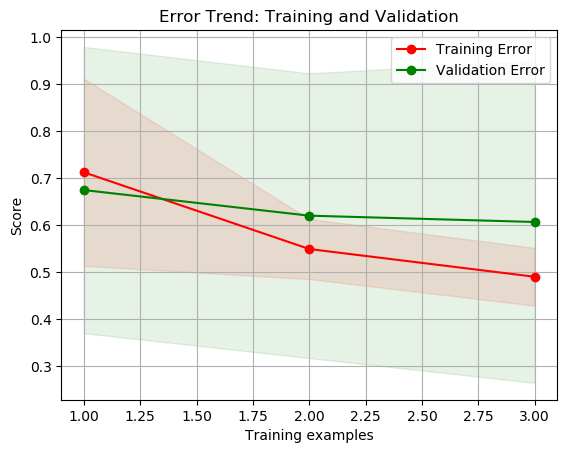 Error Trend: Training and Validation
Training Error
Validation Error
Score
1.0
0.9
0.8
0.7
0.6
0.5
0.4
0.3
1.00 1.25 1.50 1.75 2.00 2.25 2.50 2.75 3.00
Training examples